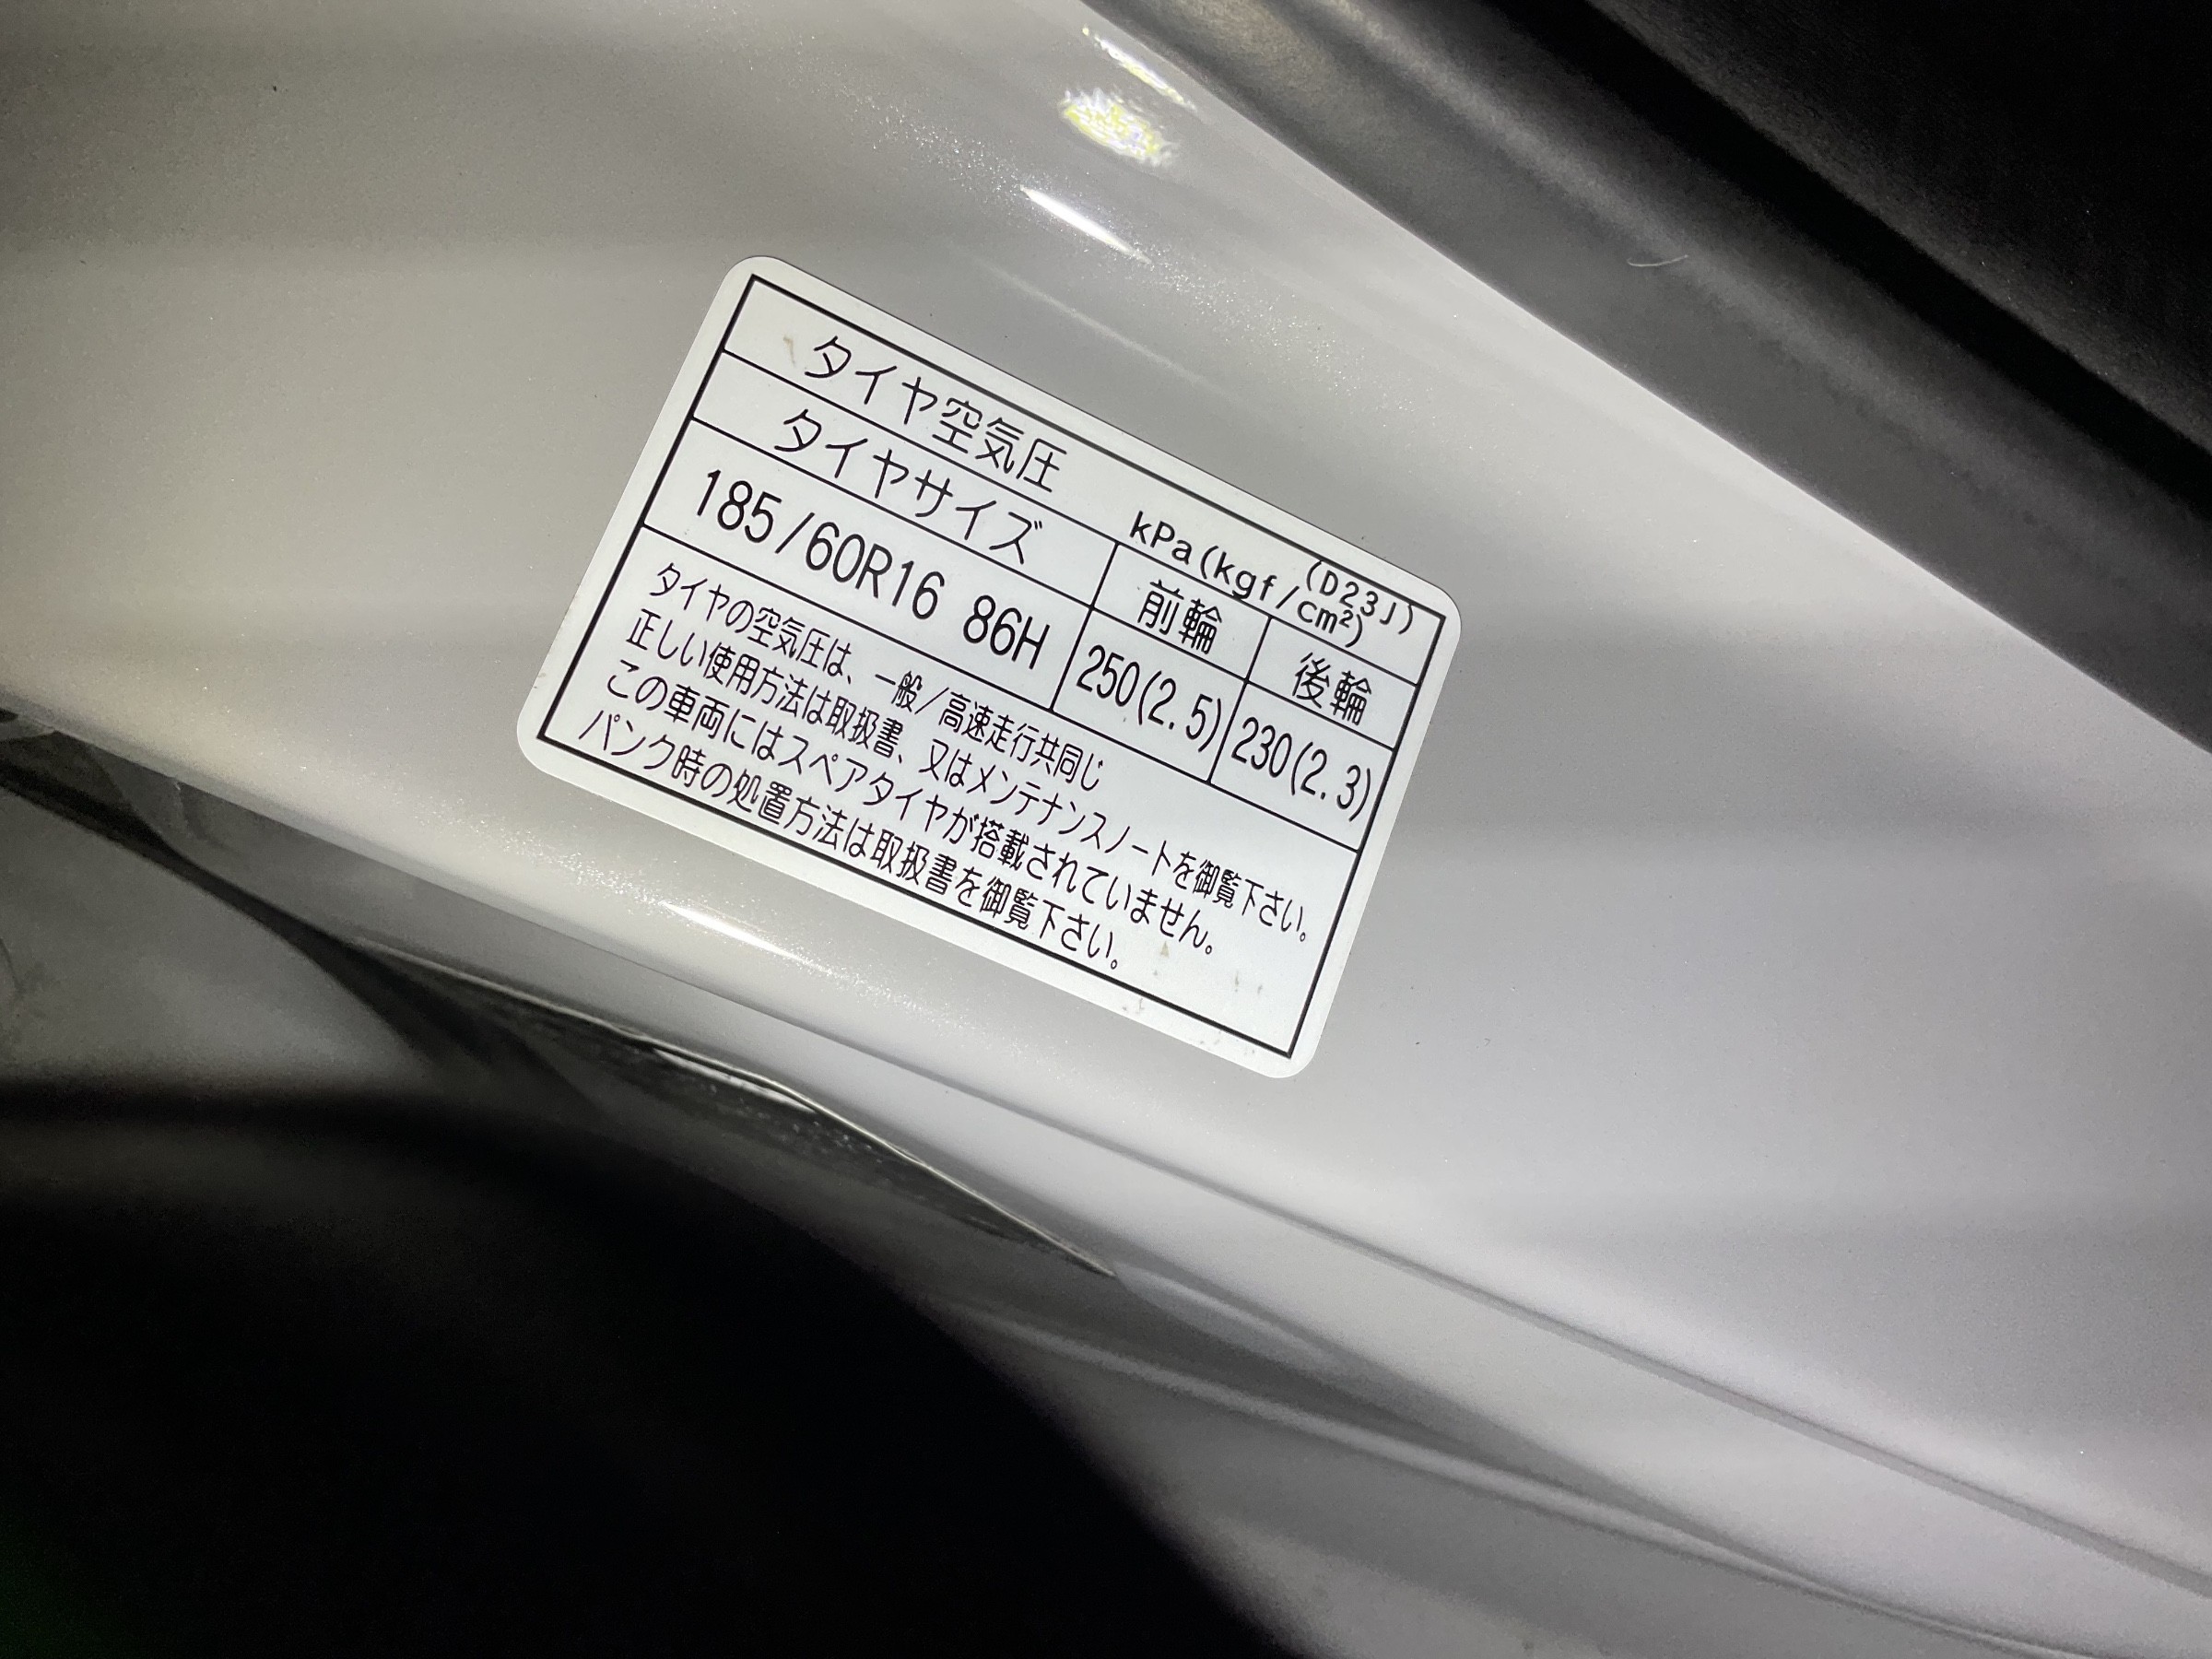 (D23J)
タイヤ空気圧 kPa(kgf/cm²)
タイヤサイズ 前輪 後輪
185/60R16 86H 250(2.5) 230(2.3)
タイヤの空気圧は、一般/高速走行共同じ
正しい使用方法は取扱書、又はメンテナンスノートを御覧下さい。
この車両にはスペアタイヤが搭載されていません。
パンク時の処置方法は取扱書を御覧下さい。